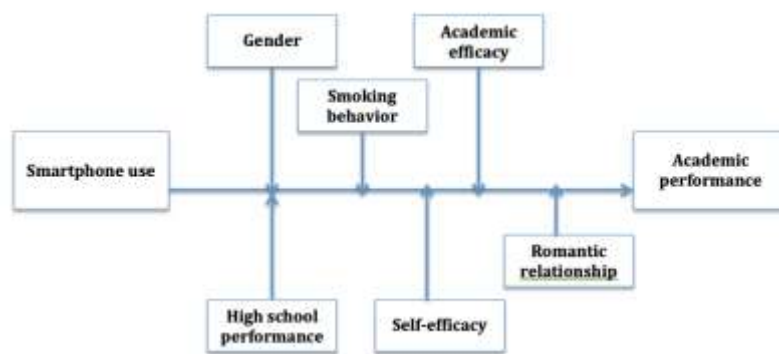 Gender
Academic
efficacy
Smoking
behavior
Smartphone use
Academic
performance
Romantic
relationship
High school
performance
Self-efficacy